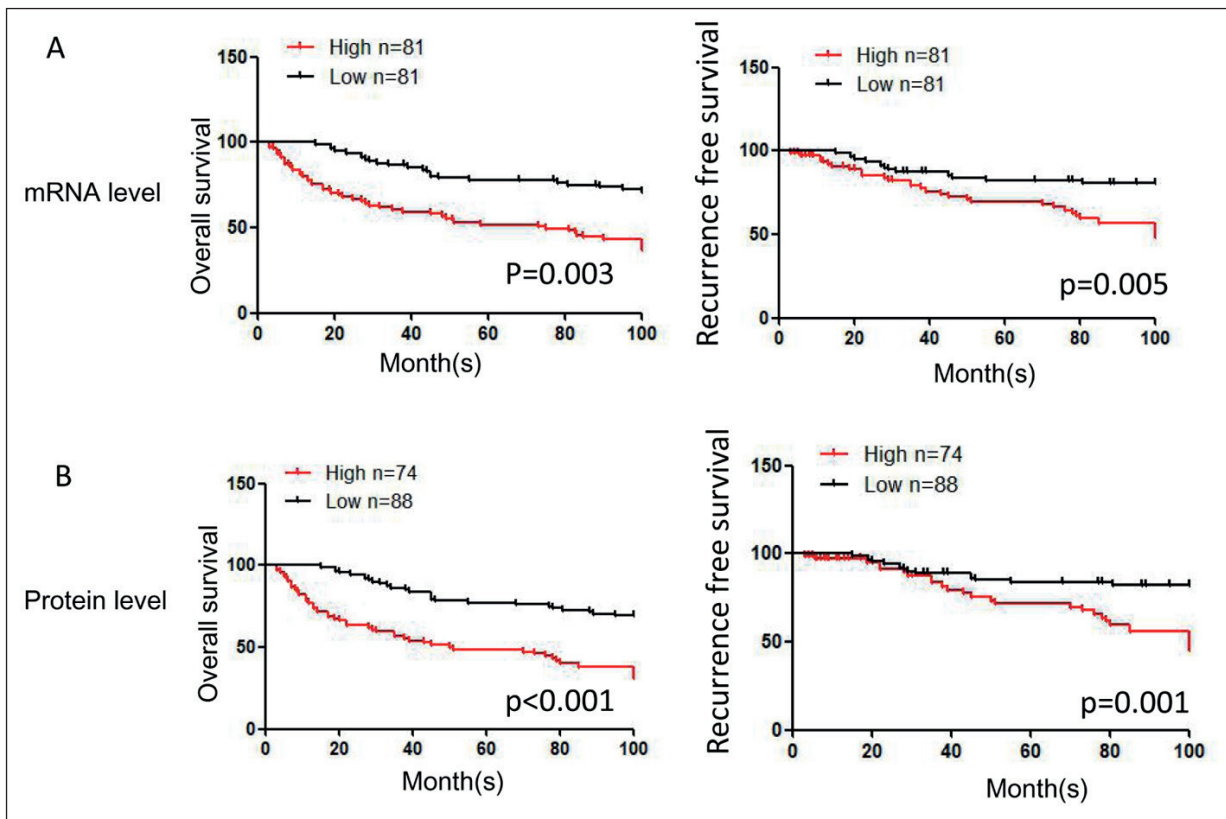 A
mRNA level
High n=81
Low n=81
Overall survival
150
100
50
0
P=0.003
0 20 40 60 80 100
Month(s)
High n=81
Low n=81
Recurrence free survival
150
100
50
0
p=0.005
0 20 40 60 80 100
Month(s)
B
Protein level
High n=74
Low n=88
Overall survival
150
100
50
0
p<0.001
0 20 40 60 80 100
Month(s)
High n=74
Low n=88
Recurrence free survival
150
100
50
0
p=0.001
0 20 40 60 80 100
Month(s)